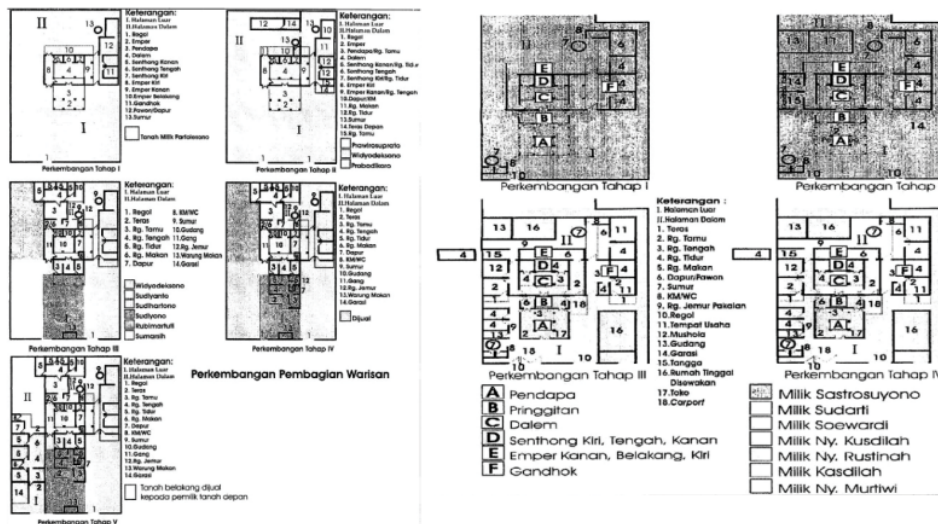 Keterangan:
I. Halaman Luar
II.Halaman Dalam
1. Regol
2. Emper
3. Pendapa
4. Dalem
5. Senthong Kanan
6. Senthong Tengah
7. Senthong Kiri
8. Emper Kiri
9. Emper Kanan
10.Emper Belakang
11.Gandhok
12.Pawon/Dapur
13.Sumur
Perkembangan Tahap I
Keterangan:
I. Halaman Luar
II.Halaman Dalam
1. Regol
2. Emper
3. Pendapa/Rg. Tamu
4. Dalem
5. Senthong Kanan/Rg. Tidur
6. Senthong Tengah
7. Senthong Kiri/Rg. Tidur
8. Emper Kiri
9. Emper Kanan/Rg. Tengah
10.Dapur/KM
11.Rg. Makan
12.Rg. Tidur
13.Sumur
14.Teras Depan
15.Rg. Tamu
Prawirosuprato
Widyodeksono
Perkembangan Tahap II
Keterangan:
I. Halaman Luar
II.Halaman Dalam
1. Regol
2. Teras
3. Rg. Tamu
4. Rg. Tengah
5. Rg. Tidur
6. Rg. Makan
7. Dapur
8. KM/WC
9. Sumur
10.Gudang
11.Gang
12.Rg. Jemur
13.Warung Makan
14.Garasi
Widyodeksono
Sudiyanto
Sudihartono
Sudiyono
Rubimartuti
Sumarsih
Perkembangan Tahap III
Keterangan:
I. Halaman Luar
II.Halaman Dalam
1. Regol
2. Teras
3. Rg. Tamu
4. Rg. Tengah
5. Rg. Tidur
6. Rg. Makan
7. Dapur
8. KM/WC
9. Sumur
10.Gudang
11.Gang
12.Rg. Jemur
13.Warung Makan
14.Garasi
Dijual
Perkembangan Tahap IV
Keterangan:
I. Halaman Luar
II.Halaman Dalam
1. Regol
2. Teras
3. Rg. Tamu
4. Rg. Tengah
5. Rg. Tidur
6. Rg. Makan
7. Dapur
8. KM/WC
9. Sumur
10.Gudang
11.Gang
12.Rg. Jemur
13.Warung Makan
14.Garasi
Tanah belakang dijual
kepada pemilik tanah depan
Perkembangan Tahap V
Perkembangan Pembagian Warisan
Perkembangan Tahap I
Perkembangan Tahap
Keterangan :
I. Halaman Luar
II.Halaman Dalam
1. Teras
2. Rg. Tamu
3. Rg. Tengah
4. Rg. Tidur
5. Rg. Makan
6. Dapur/Pawon
7. Sumur
8. KM/WC
9. Rg. Jemur Pakaian
10.Regol
11.Tempat Usaha
12.Mushola
13.Gudang
14.Garasi
15.Tangga
16.Rumah Tinggal
Disewakan
17.Toko
18.Carport
Perkembangan Tahap III
Perkembangan Tahap IV
A Pendapa
B Pringgitan
C Dalem
D Senthong Kiri, Tengah, Kanan
E Emper Kanan, Belakang, Kiri
F Gandhok
Milik Sastrosuyono
Milik Sudarti
Milik Soewardi
Milik Ny. Kusdilah
Milik Ny. Rustinah
Milik Kasdilah
Milik Ny. Murtiwi